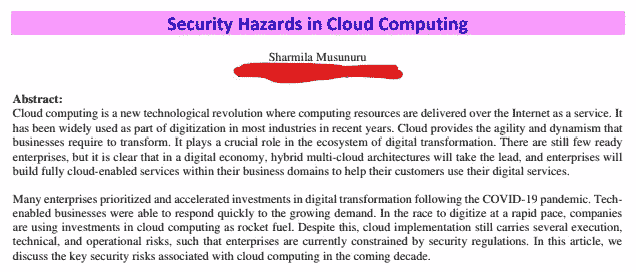 Security Hazards in Cloud Computing
Sharmila Musunuru
Abstract:
Cloud computing is a new technological revolution where computing resources are delivered over the Internet as a service. It
has been widely used as part of digitization in most industries in recent years. Cloud provides the agility and dynamism that
businesses require to transform. It plays a crucial role in the ecosystem of digital transformation. There are still few ready
enterprises, but it is clear that in a digital economy, hybrid multi-cloud architectures will take the lead, and enterprises will
build fully cloud-enabled services within their business domains to help their customers use their digital services.
Many enterprises prioritized and accelerated investments in digital transformation following the COVID-19 pandemic. Tech-
enabled businesses were able to respond quickly to the growing demand. In the race to digitize at a rapid pace, companies
are using investments in cloud computing as rocket fuel. Despite this, cloud implementation still carries several execution,
technical, and operational risks, such that enterprises are currently constrained by security regulations. In this article, we
discuss the key security risks associated with cloud computing in the coming decade.